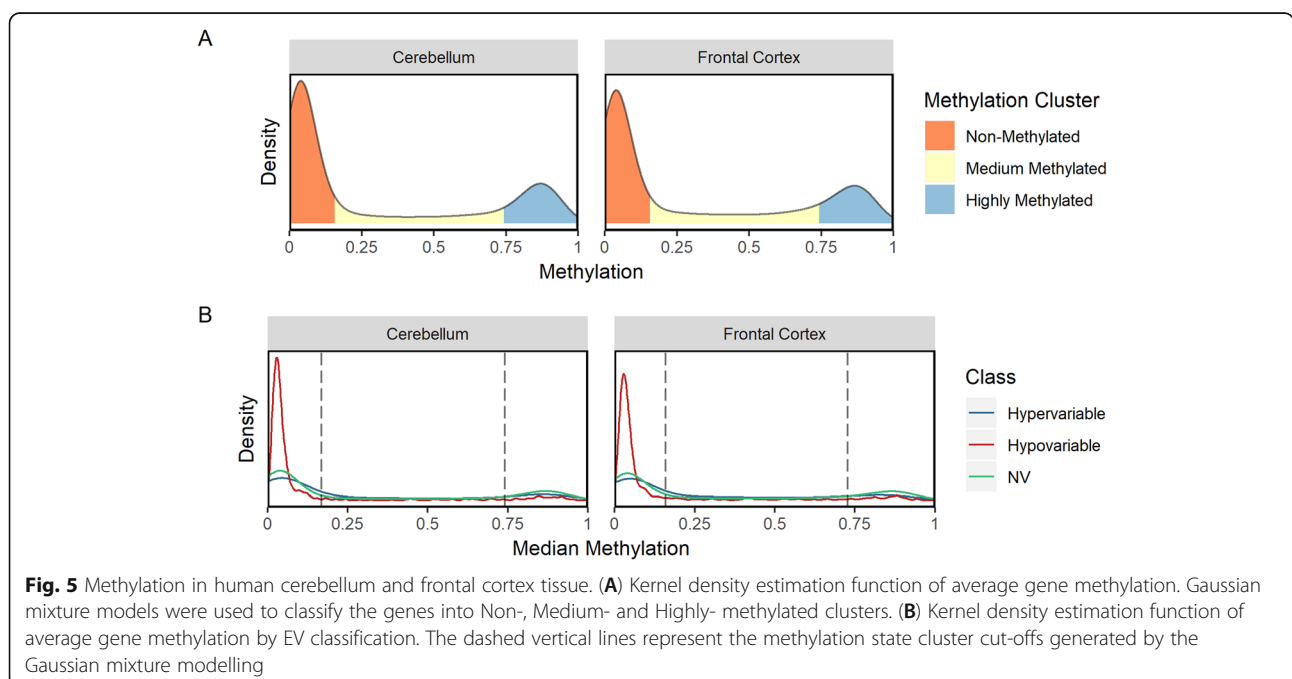 A
Cerebellum
Frontal Cortex
Density
0
0.25
0.5
0.75
1
0
0.25
0.5
0.75
1
Methylation
Methylation Cluster
Non-Methylated
Medium Methylated
Highly Methylated
B
Cerebellum
Frontal Cortex
Density
0
0.25
0.5
0.75
1
0
0.25
0.5
0.75
1
Median Methylation
Class
Hypervariable
Hypovariable
NV
Fig. 5 Methylation in human cerebellum and frontal cortex tissue. (A) Kernel density estimation function of average gene methylation. Gaussian
mixture models were used to classify the genes into Non-, Medium- and Highly- methylated clusters. (B) Kernel density estimation function of
average gene methylation by EV classification. The dashed vertical lines represent the methylation state cluster cut-offs generated by the
Gaussian mixture modelling